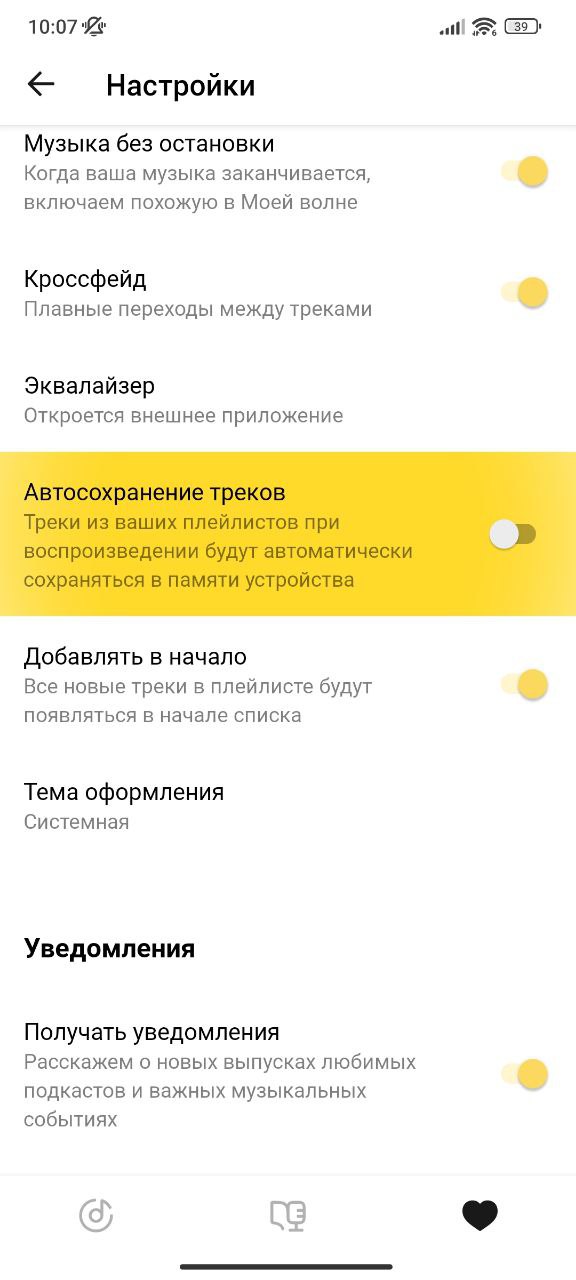 10:07
39
Настройки
Музыка без остановки
Когда ваша музыка заканчивается,
включаем похожую в Моей волне
Кроссфейд
Плавные переходы между треками
Эквалайзер
Откроется внешнее приложение
Автосохранение треков
Треки из ваших плейлистов при
воспроизведении будут автоматически
сохраняться в памяти устройства
Добавлять в начало
Все новые треки в плейлисте будут
появляться в начале списка
Тема оформления
Системная
Уведомления
Получать уведомления
Расскажем о новых выпусках любимых
подкастов и важных музыкальных
событиях